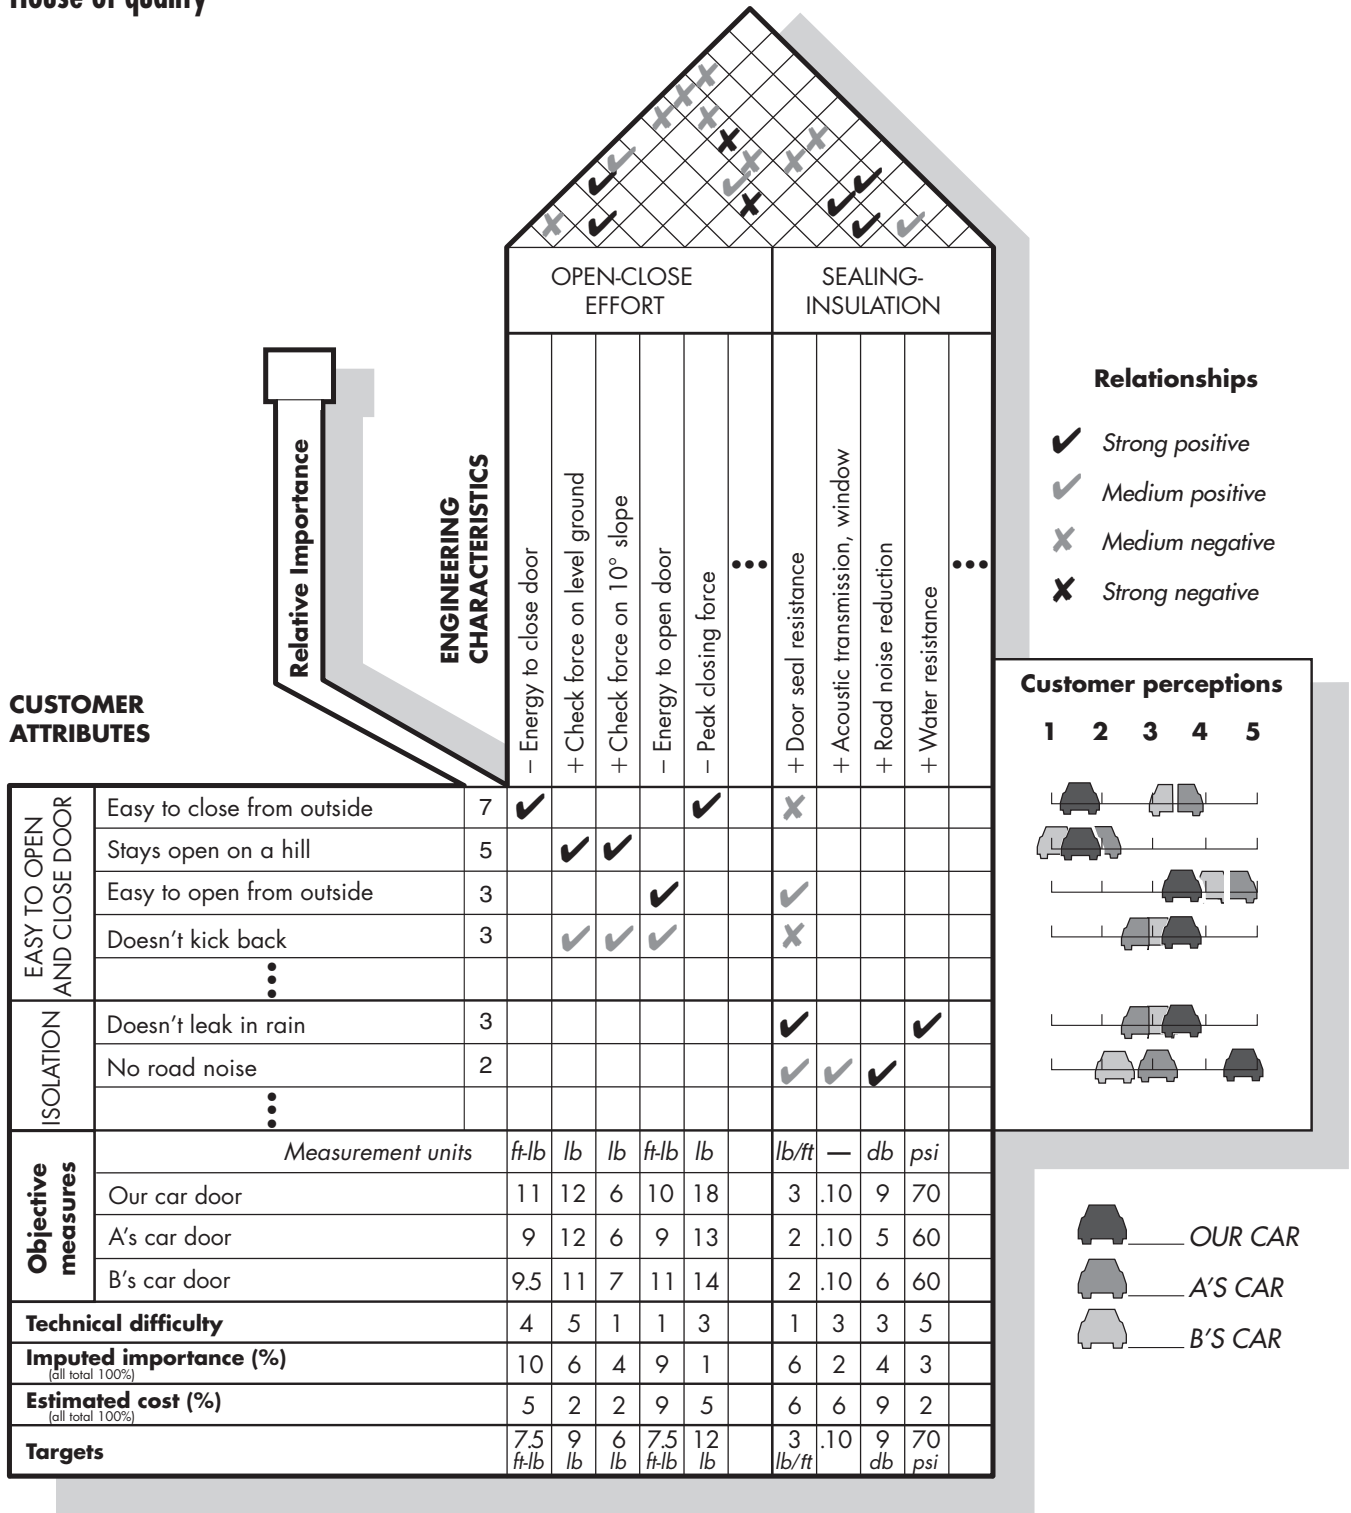 House of quality
OPEN-CLOSE
EFFORT
SEALING-
INSULATION
Relationships
Strong positive
Medium positive
Medium negative
Strong negative
Relative Importance
ENGINEERING
CHARACTERISTICS
– Energy to close door
+ Check force on level ground
+ Check force on 10° slope
– Energy to open door
– Peak closing force
•••
+ Door seal resistance
+ Acoustic transmission, window
+ Road noise reduction
+ Water resistance
•••
CUSTOMER
ATTRIBUTES
Customer perceptions
1 2 3 4 5
EASY TO OPEN
AND CLOSE DOOR
Easy to close from outside 7
Stays open on a hill 5
Easy to open from outside 3
Doesn't kick back 3
ISOLATION
Doesn't leak in rain 3
No road noise 2
Objective
measures
Measurement units ft-lb lb lb ft-lb lb lb/ft — db psi
Our car door 11 12 6 10 18 3 .10 9 70
A's car door 9 12 6 9 13 2 .10 5 60
B's car door 9.5 11 7 11 14 2 .10 6 60
Technical difficulty 4 5 1 1 3 1 3 3 5
Imputed importance (%) 10 6 4 9 1 6 2 4 3
(all total 100%)
Estimated cost (%) 5 2 2 9 5 6 6 9 2
(all total 100%)
Targets 7.5 9 6 7.5 12 3 .10 9 70
ft-lb lb lb ft-lb lb lb/ft db psi
OUR CAR
A'S CAR
B'S CAR